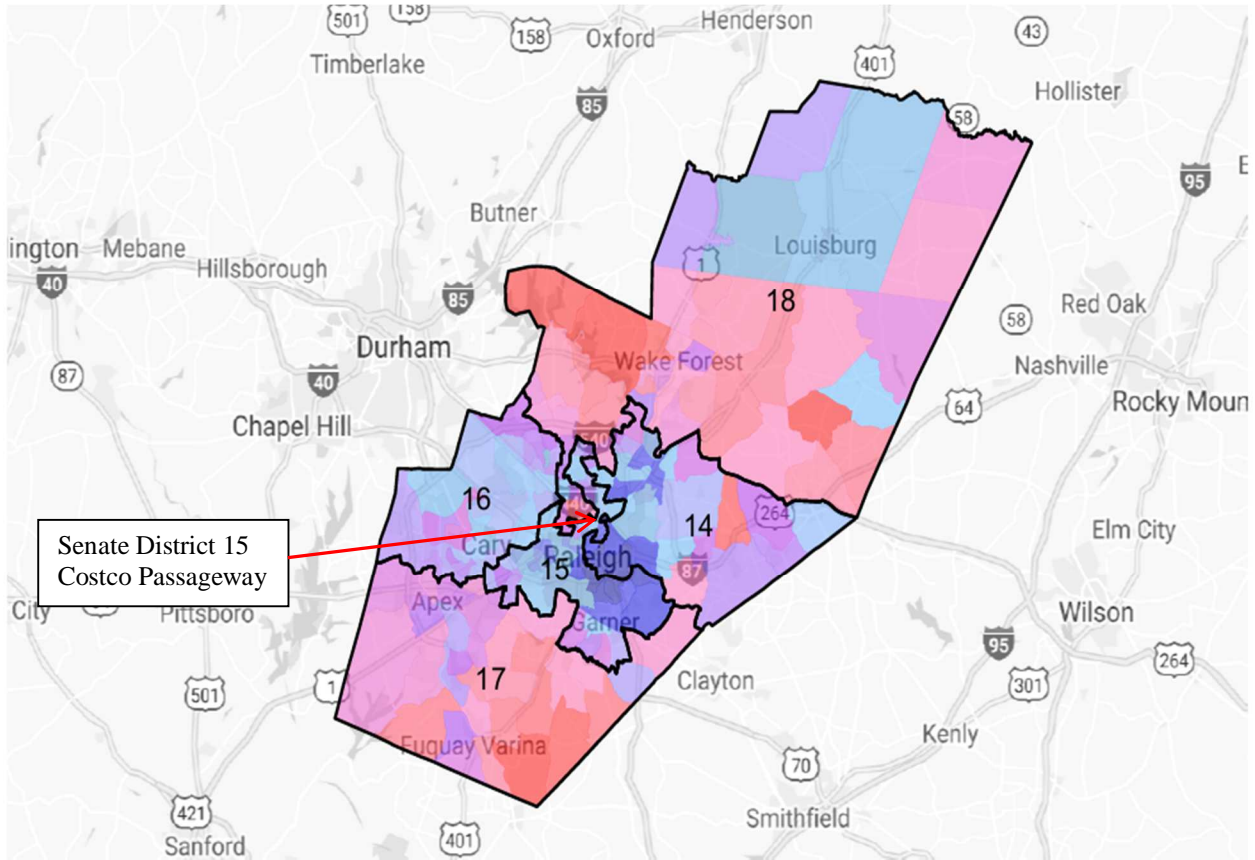 501
158
158
Oxford
Henderson
43
Timberlake
401
Hollister
85
58
95
E
Butner
ington
Mebane
Hillsborough
Louisburg
40
85
1
18
Red Oak
58
Durham
Wake Forest
Nashville
87
40
64
Rocky Moun
Chapel Hill
40
16
264
14
Elm City
Senate District 15
Costco Passageway
Cary
Raleigh
15
87
City
Pittsboro
Apex
Garner
Wilson
95
264
501
1
17
Clayton
301
Fuquay Varina
Kenly
70
421
Smithfield
Sanford
401